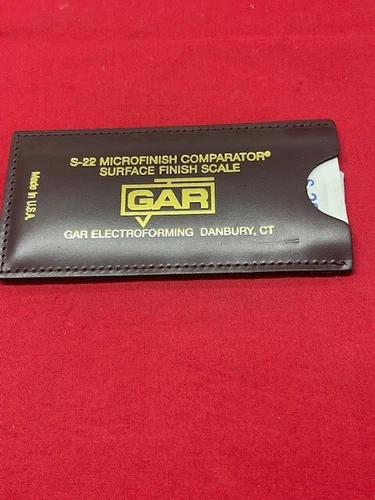 S-22 MICROFINISH COMPARATOR®
SURFACE FINISH SCALE
GAR
GAR ELECTROFORMING DANBURY, CT
Made in U.S.A.